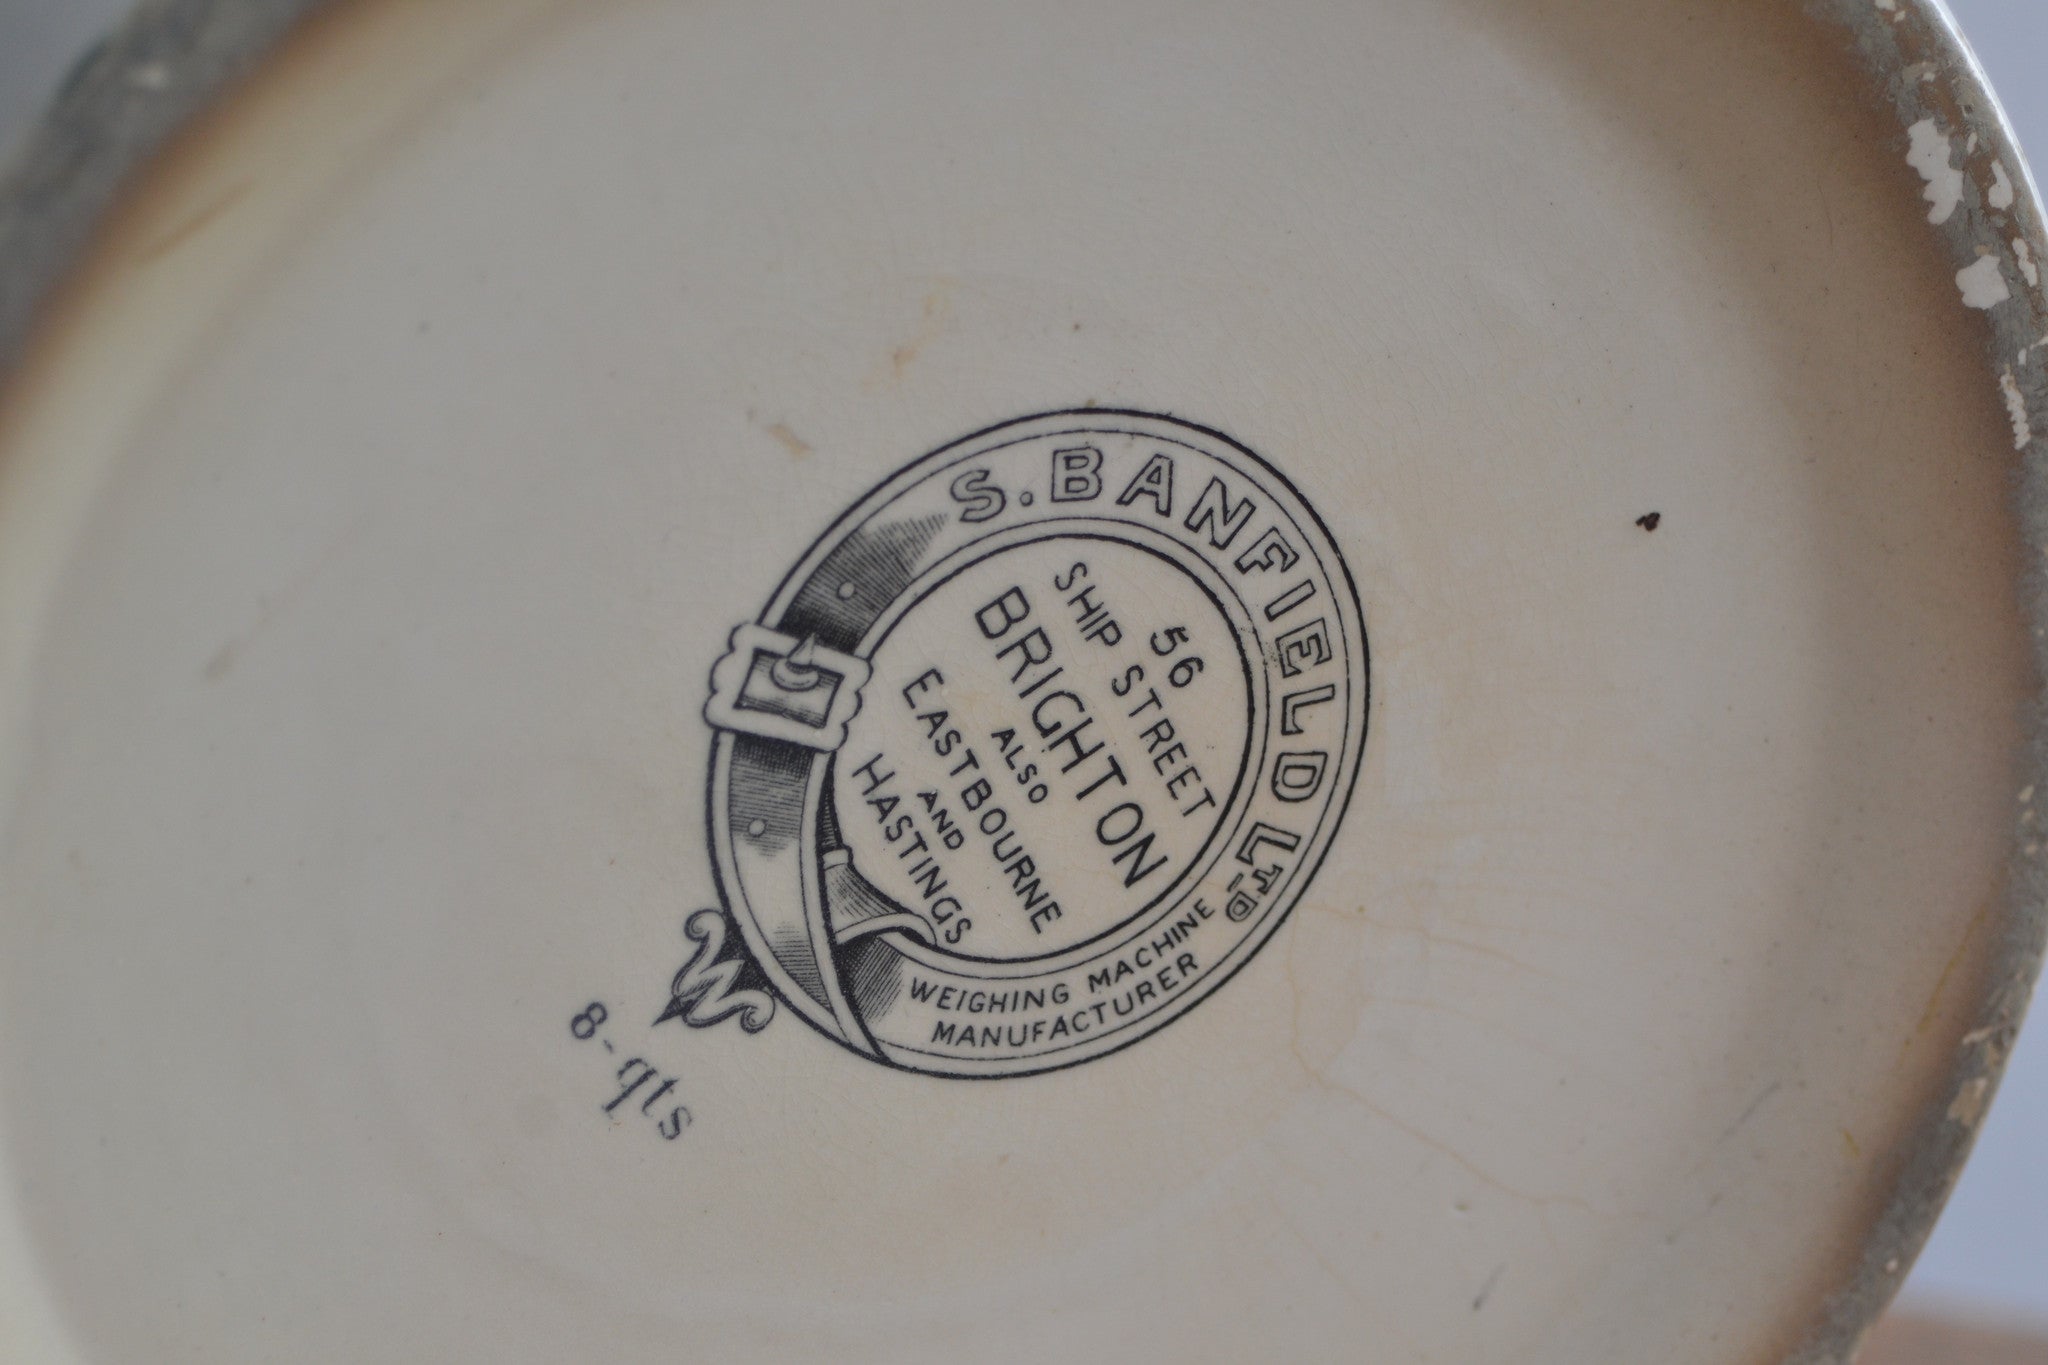 S. BANFIELD LTD
56
SHIP STREET
BRIGHTON
ALSO
EASTBOURNE
AND
HASTINGS
WEIGHING MACHINE
MANUFACTURER
8-qts